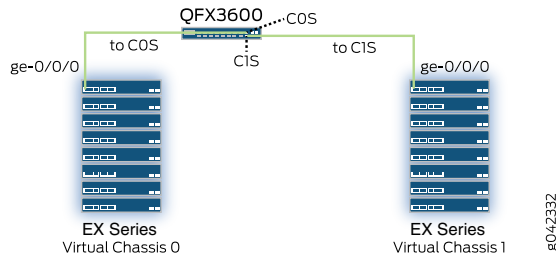 QFX3600
C0S
to C0S
C1S
to C1S
ge-0/0/0
ge-0/0/0
EX Series
Virtual Chassis 0
EX Series
Virtual Chassis 1
g042332